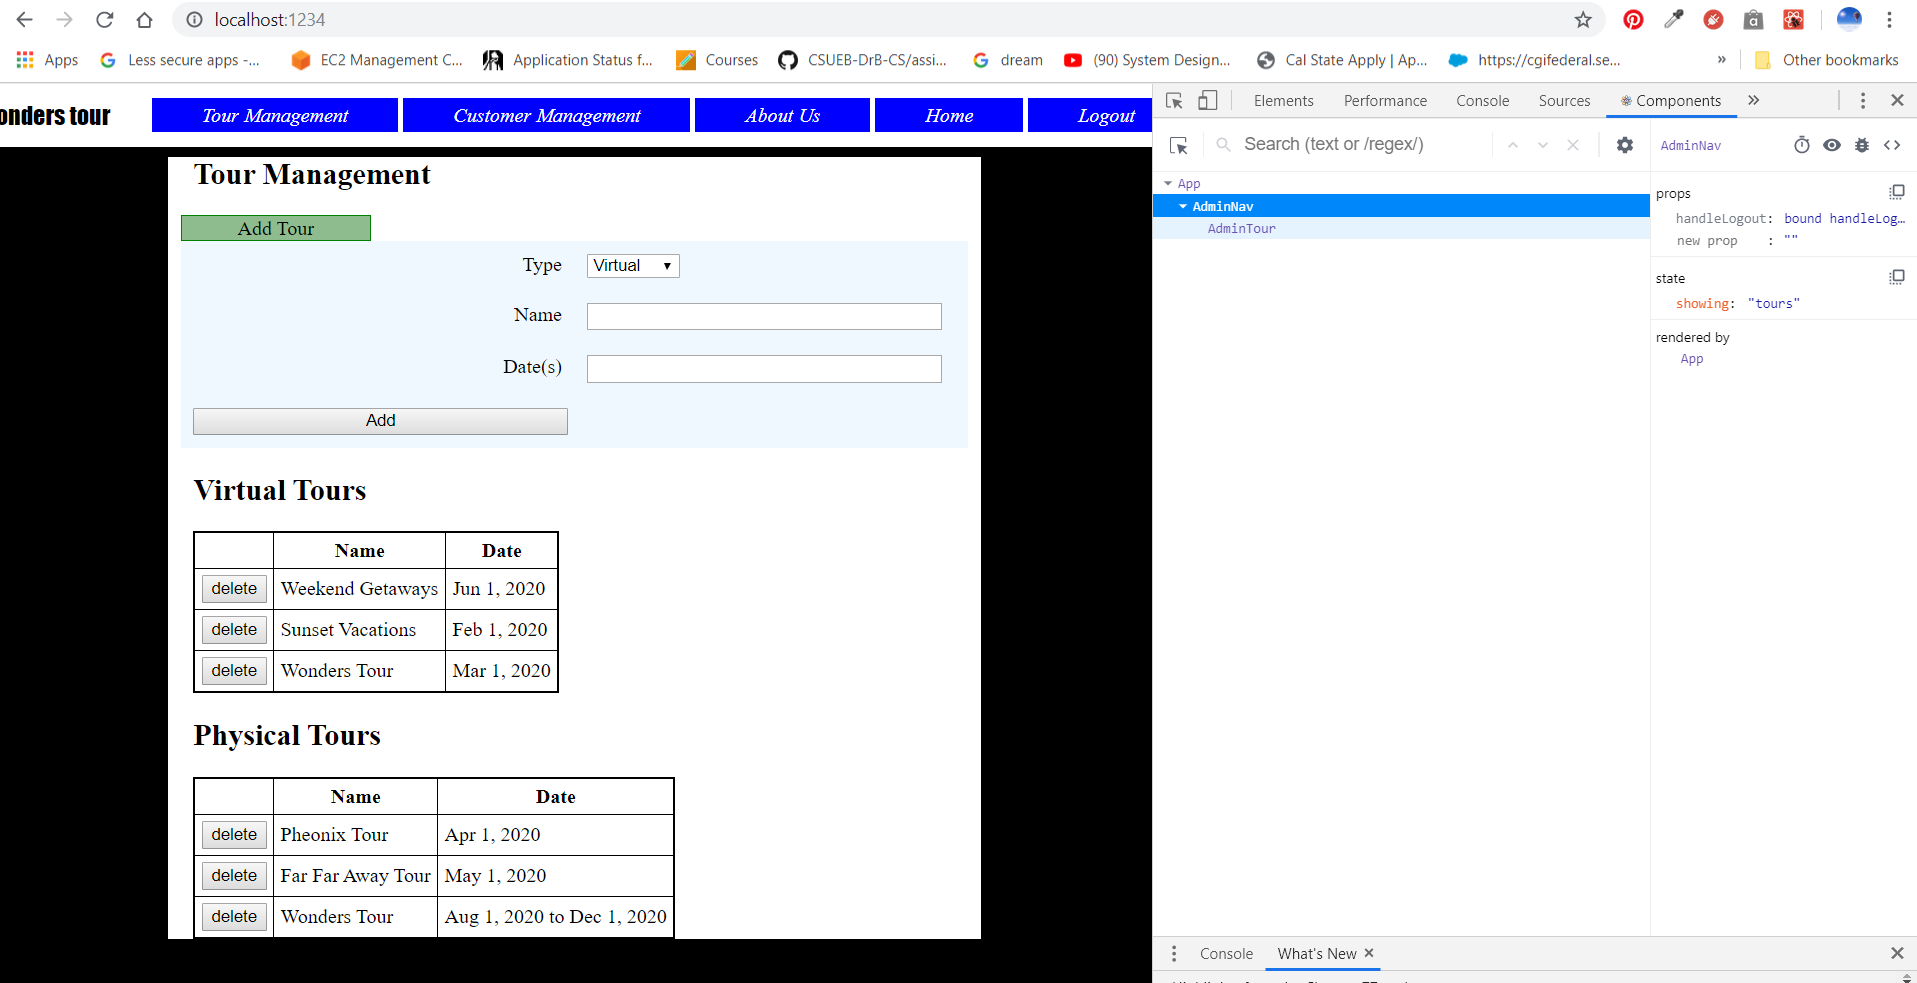 localhost:1234
Apps Less secure apps -... EC2 Management C... Application Status f... Courses CSUEB-DrB-CS/assi... dream (90) System Design... Cal State Apply | Ap... https://cgifederal.se... » Other bookmarks
onders tour Tour Management Customer Management About Us Home Logout
Tour Management
Add Tour
Type Virtual
Name
Date(s)
Add
Virtual Tours
Name Date
delete Weekend Getaways Jun 1, 2020
delete Sunset Vacations Feb 1, 2020
delete Wonders Tour Mar 1, 2020
Physical Tours
Name Date
delete Pheonix Tour Apr 1, 2020
delete Far Far Away Tour May 1, 2020
delete Wonders Tour Aug 1, 2020 to Dec 1, 2020
Elements Performance Console Sources Components »
Search (text or /regex/)
App
AdminNav
AdminTour
AdminNav
props
handleLogout: bound handleLog...
new prop : ""
state
showing: "tours"
rendered by
App
Console What's New